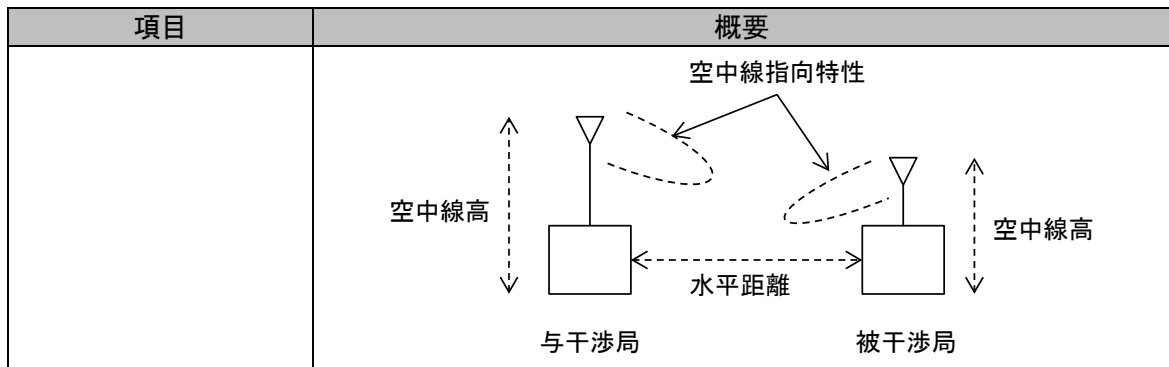 項目 概要
空中線指向特性
空中線高
空中線高
水平距離
与干渉局 被干渉局